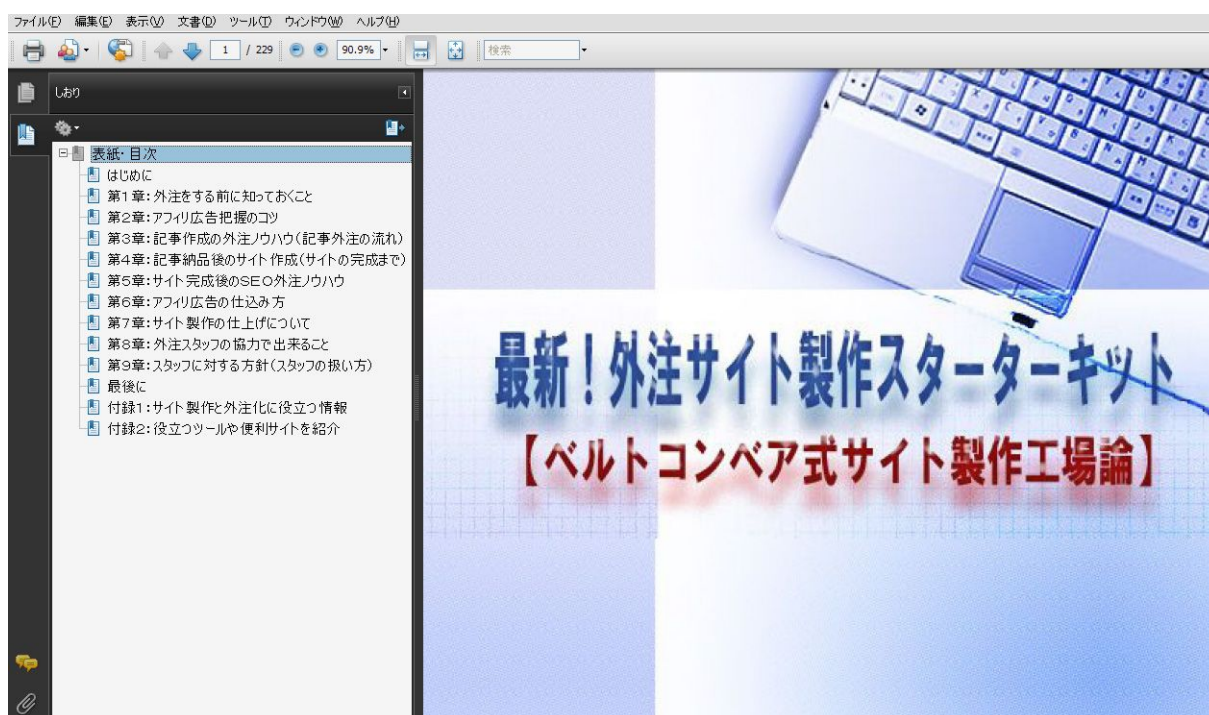 ファイル(F) 編集(E) 表示(V) 文書(D) ツール(T) ウィンドウ(W) ヘルプ(H)
1 / 229 90.9% 検索
しおり
表紙・目次
はじめに
第1章:外注をする前に知っておくこと
第2章:アフィリ広告把握のコツ
第3章:記事作成の外注ノウハウ(記事外注の流れ)
第4章:記事納品後のサイト作成(サイトの完成まで)
第5章:サイト完成後のSEO外注ノウハウ
第6章:アフィリ広告の仕込み方
第7章:サイト製作の仕上げについて
第8章:外注スタッフの協力で出来ること
第9章:スタッフに対する方針(スタッフの扱い方)
最後に
付録1:サイト製作と外注化に役立つ情報
付録2:役立つツールや便利サイトを紹介
最新!外注サイト製作スターターキット
【ベルトコンベア式サイト製作工場論】